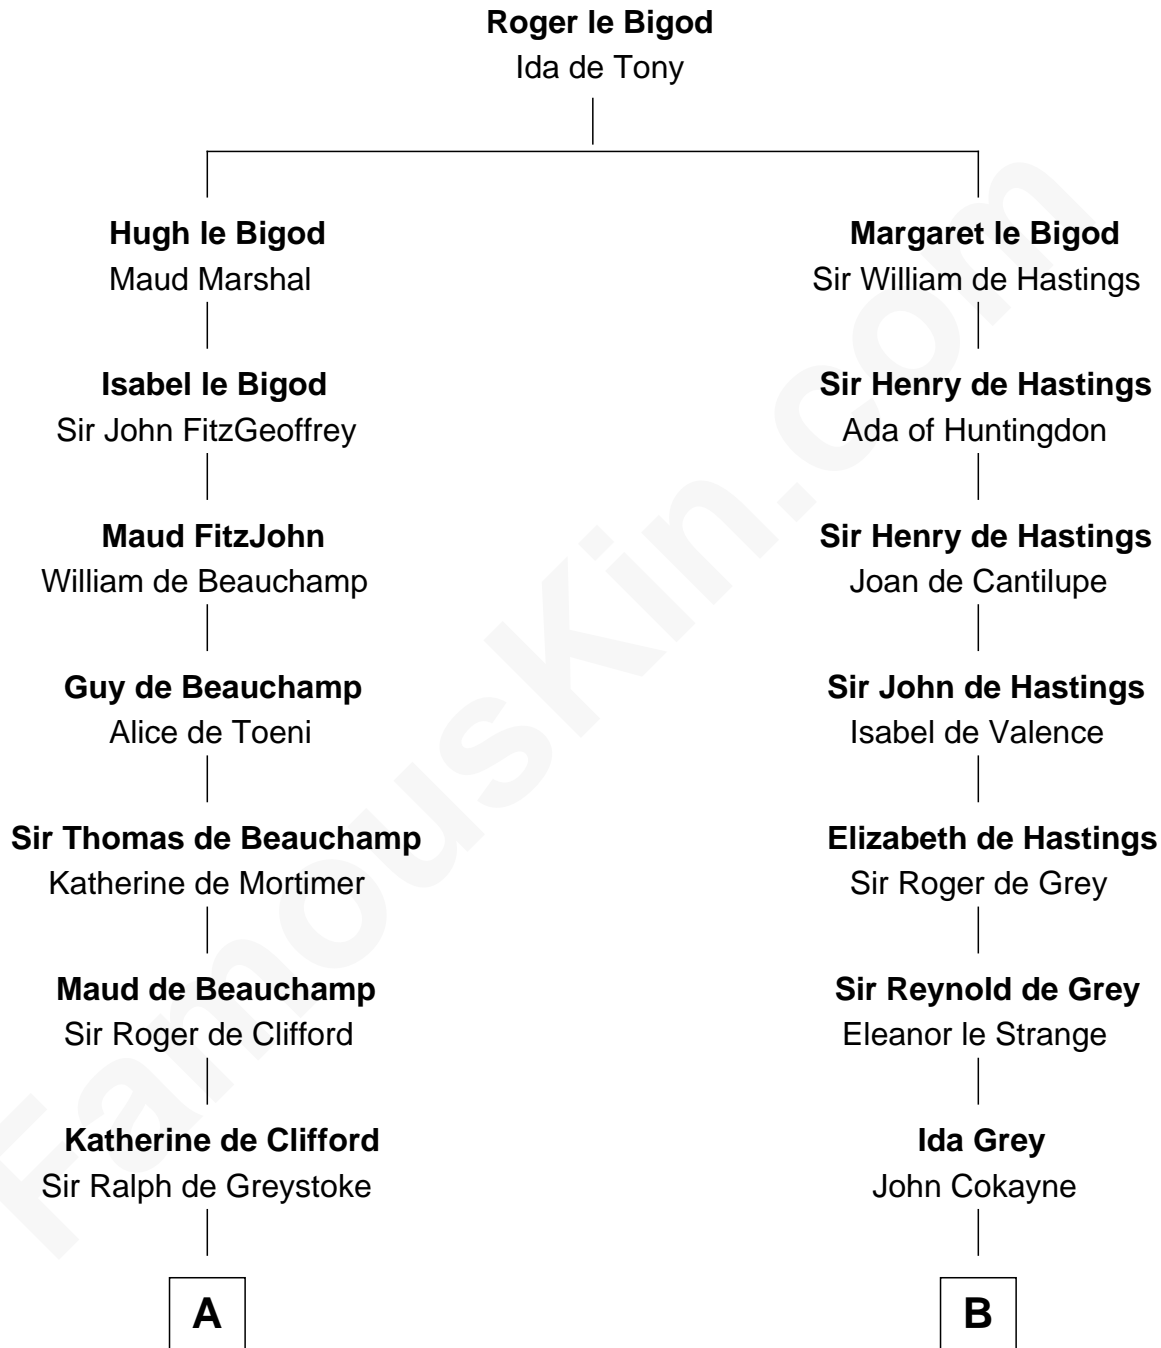 Roger le Bigod
Ida de Tony
Hugh le Bigod
Maud Marshal
Margaret le Bigod
Sir William de Hastings
Isabel le Bigod
Sir John FitzGeoffrey
Sir Henry de Hastings
Ada of Huntingdon
Maud FitzJohn
William de Beauchamp
Sir Henry de Hastings
Joan de Cantilupe
Guy de Beauchamp
Alice de Toeni
Sir John de Hastings
Isabel de Valence
Sir Thomas de Beauchamp
Katherine de Mortimer
Elizabeth de Hastings
Sir Roger de Grey
Maud de Beauchamp
Sir Roger de Clifford
Sir Reynold de Grey
Eleanor le Strange
Katherine de Clifford
Sir Ralph de Greystoke
Ida Grey
John Cokayne
A
B
FamousKin.com